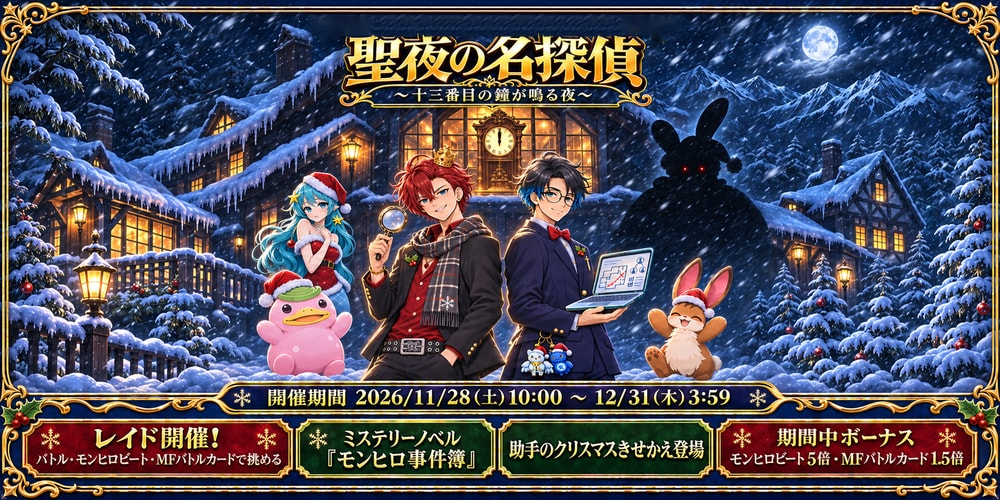 聖夜の名探偵
～十三番目の鐘が鳴る夜～
開催期間 2026/11/28(土)10:00 ～ 12/31(木)3:59
レイド開催！
バトル・モンヒロビート・MFバトルカードで挑める
ミステリーノベル
『モンヒロ事件簿』
助手のクリスマスきせかえ登場
期間中ボーナス
モンヒロビート5倍・MFバトルカード1.5倍